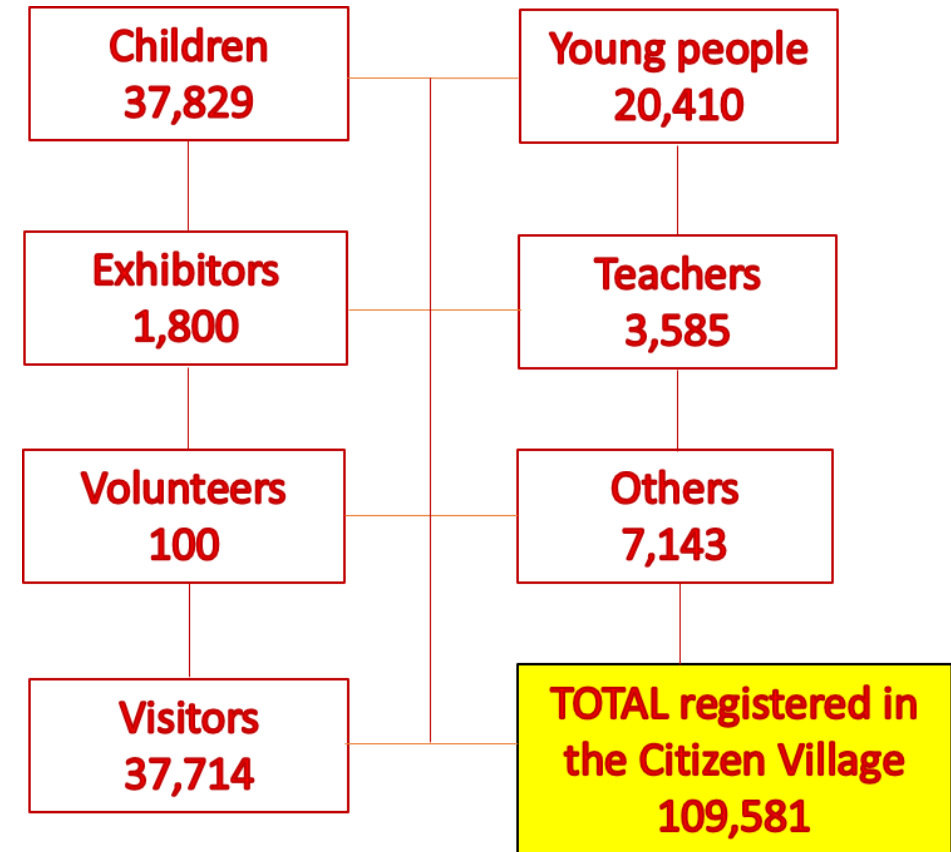 Children
37,829
Young people
20,410
Exhibitors
1,800
Teachers
3,585
Volunteers
100
Others
7,143
Visitors
37,714
TOTAL registered in
the Citizen Village
109,581